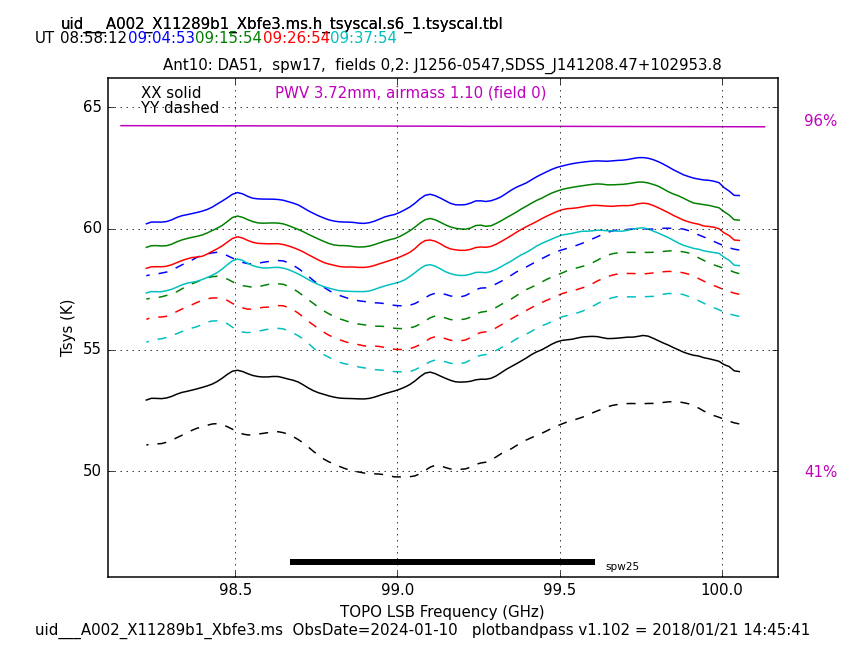 uid___A002_X11289b1_Xbfe3.ms.h_tsyscal.s6_1.tsyscal.tbl
UT 08:58:12 09:04:53 09:15:54 09:26:54 09:37:54
Ant10: DA51, spw17, fields 0,2: J1256-0547,SDSS_J141208.47+102953.8
XX solid PWV 3.72mm, airmass 1.10 (field 0)
YY dashed
65
96%
60
Tsys (K)
55
50
41%
spw25
98.5 99.0 99.5 100.0
TOPO LSB Frequency (GHz)
uid___A002_X11289b1_Xbfe3.ms ObsDate=2024-01-10 plotbandpass v1.102 = 2018/01/21 14:45:41